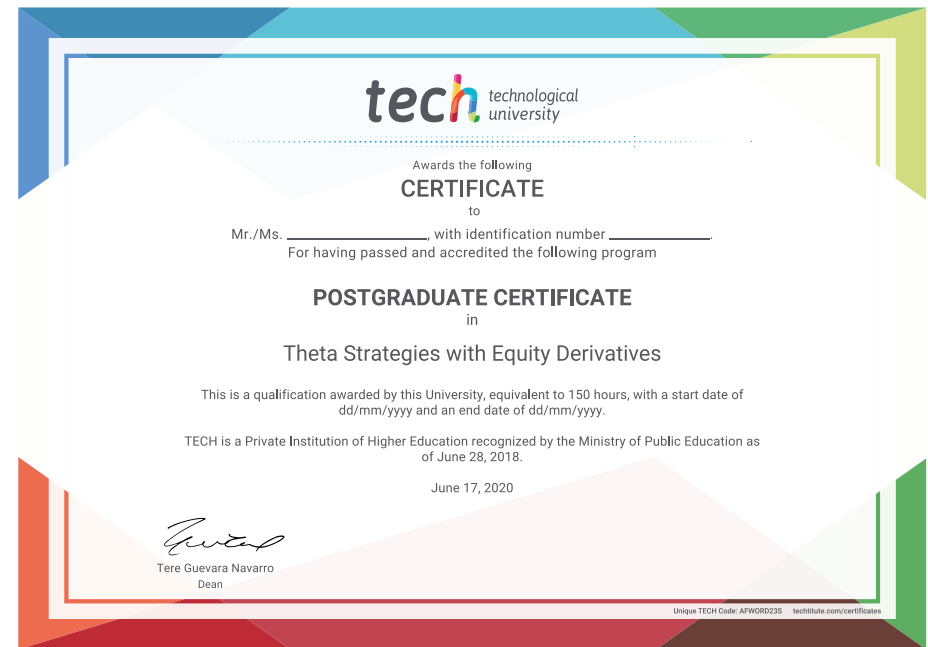 tech technological
university
Awards the following
CERTIFICATE
to
Mr./Ms. ____________________, with identification number ______________.
For having passed and accredited the following program
POSTGRADUATE CERTIFICATE
in
Theta Strategies with Equity Derivatives
This is a qualification awarded by this University, equivalent to 150 hours, with a start date of
dd/mm/yyyy and an end date of dd/mm/yyyy.
TECH is a Private Institution of Higher Education recognized by the Ministry of Public Education as
of June 28, 2018.
June 17, 2020
Tere Guevara Navarro
Dean
Unique TECH Code: AFWORD23S techtitute.com/certificates